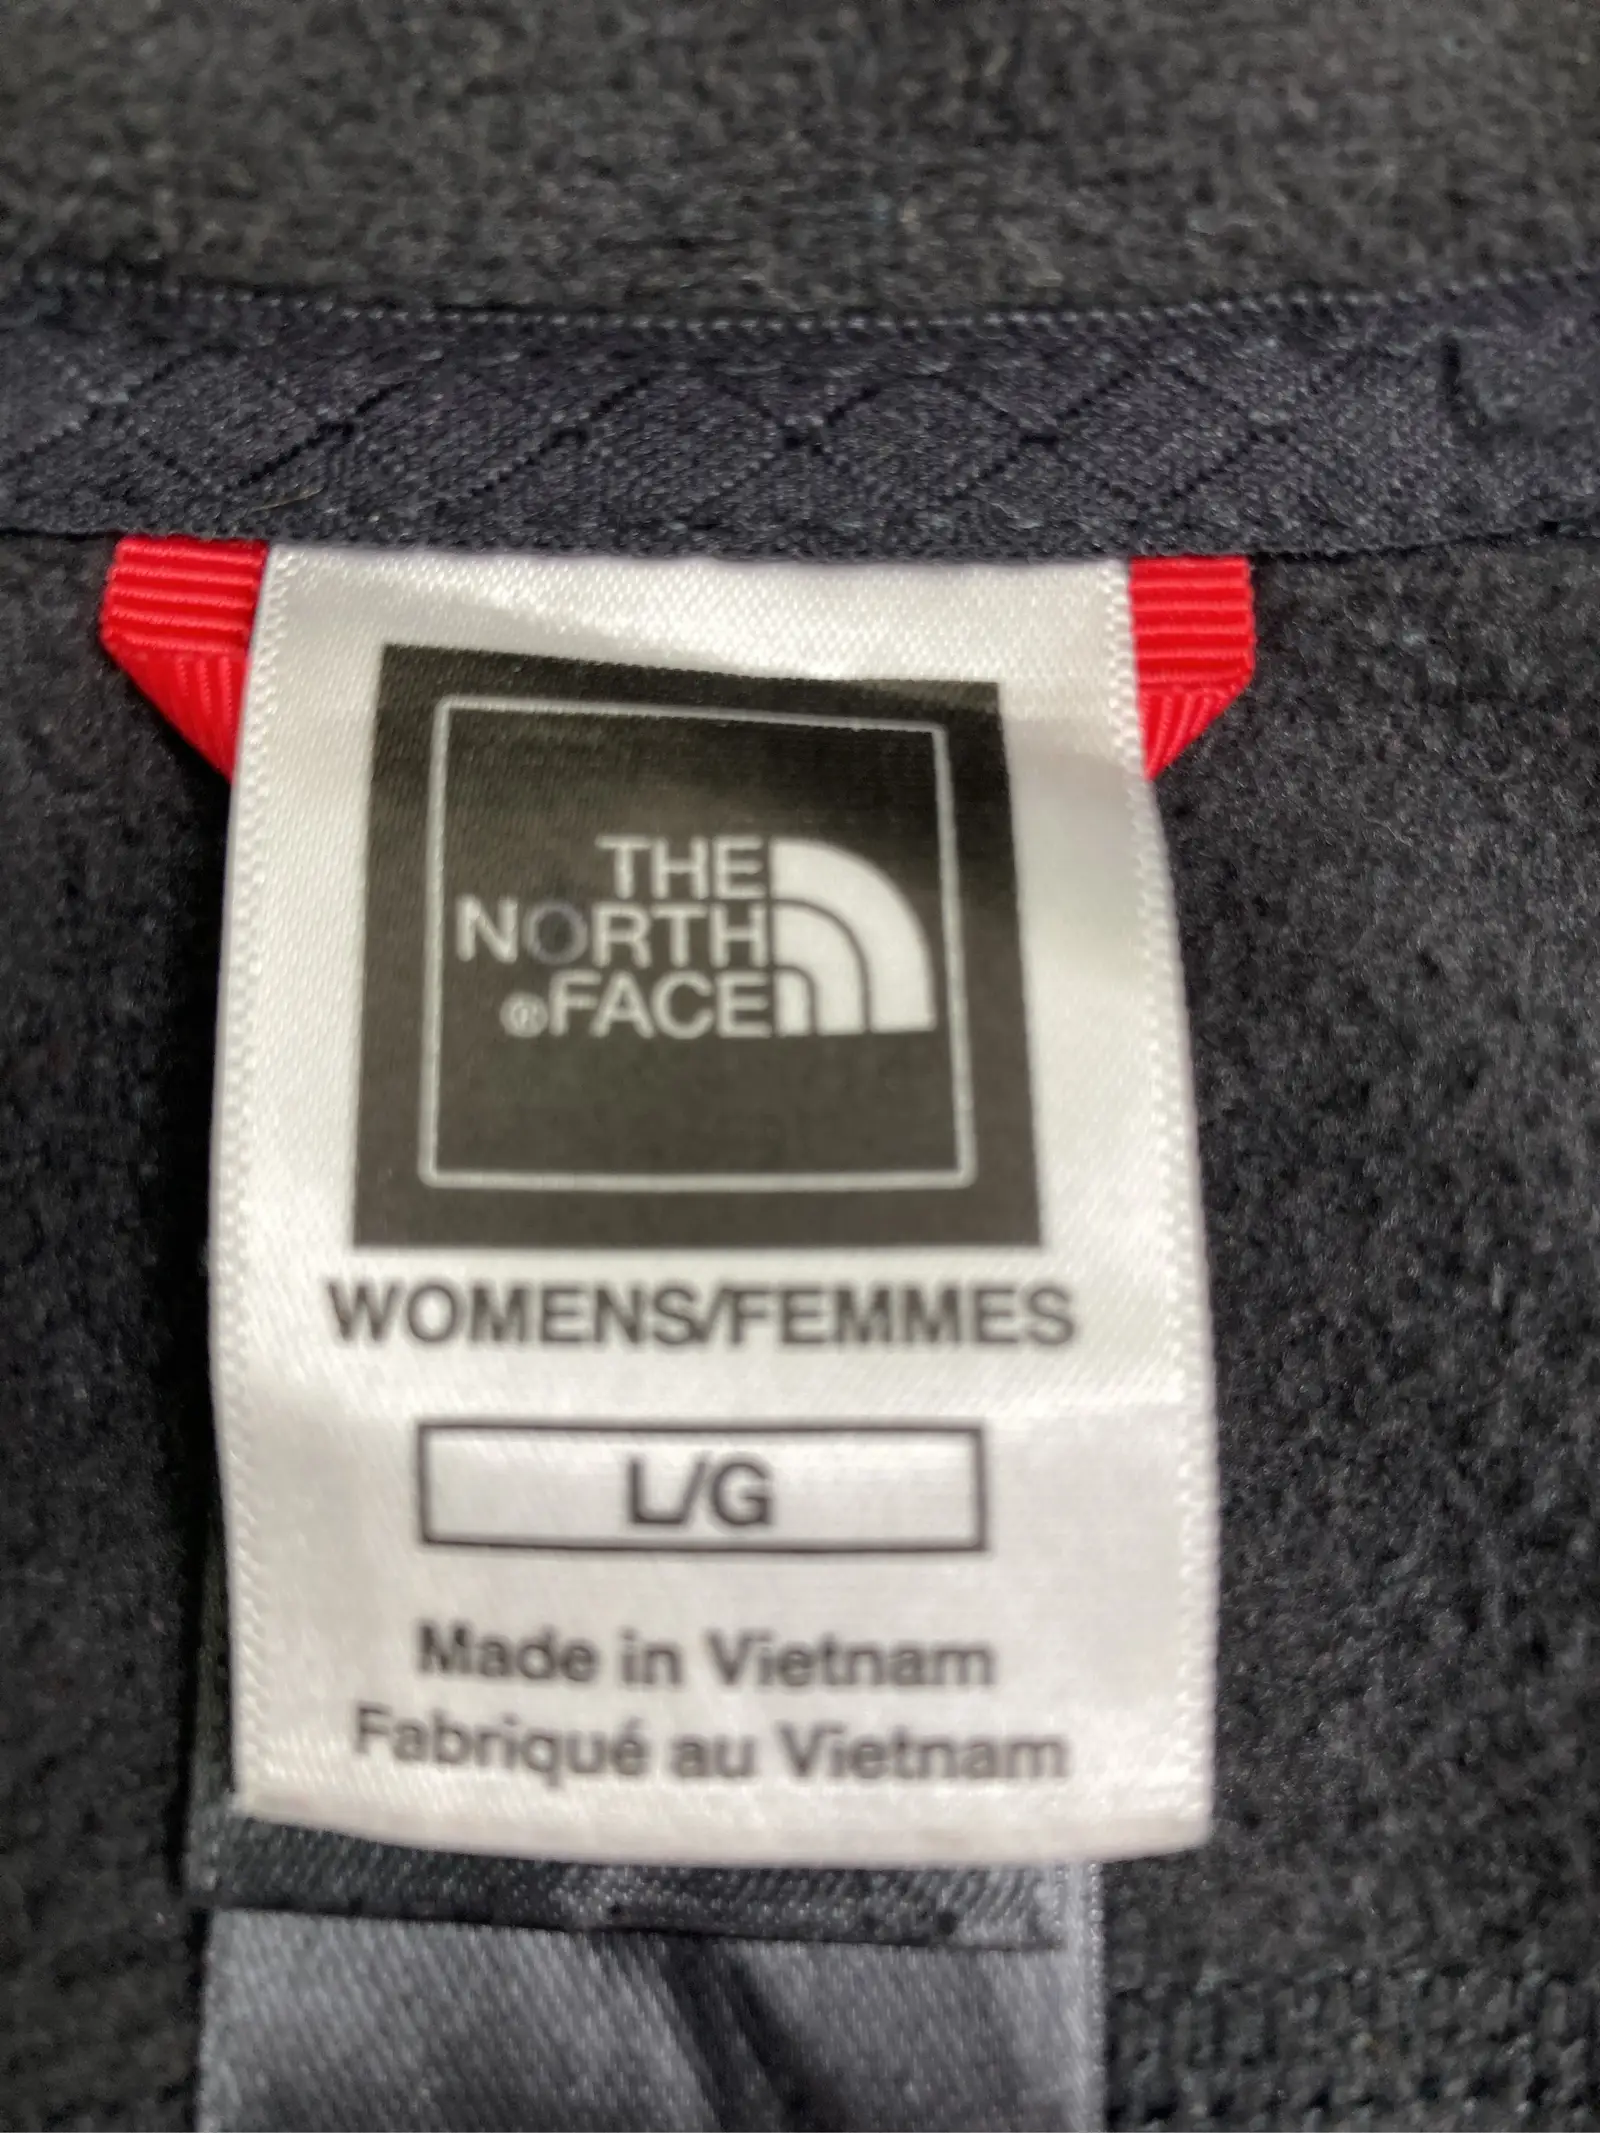 THE
NORTH
®FACE
WOMENS/FEMMES
L/G
Made in Vietnam
Fabriqué au Vietnam